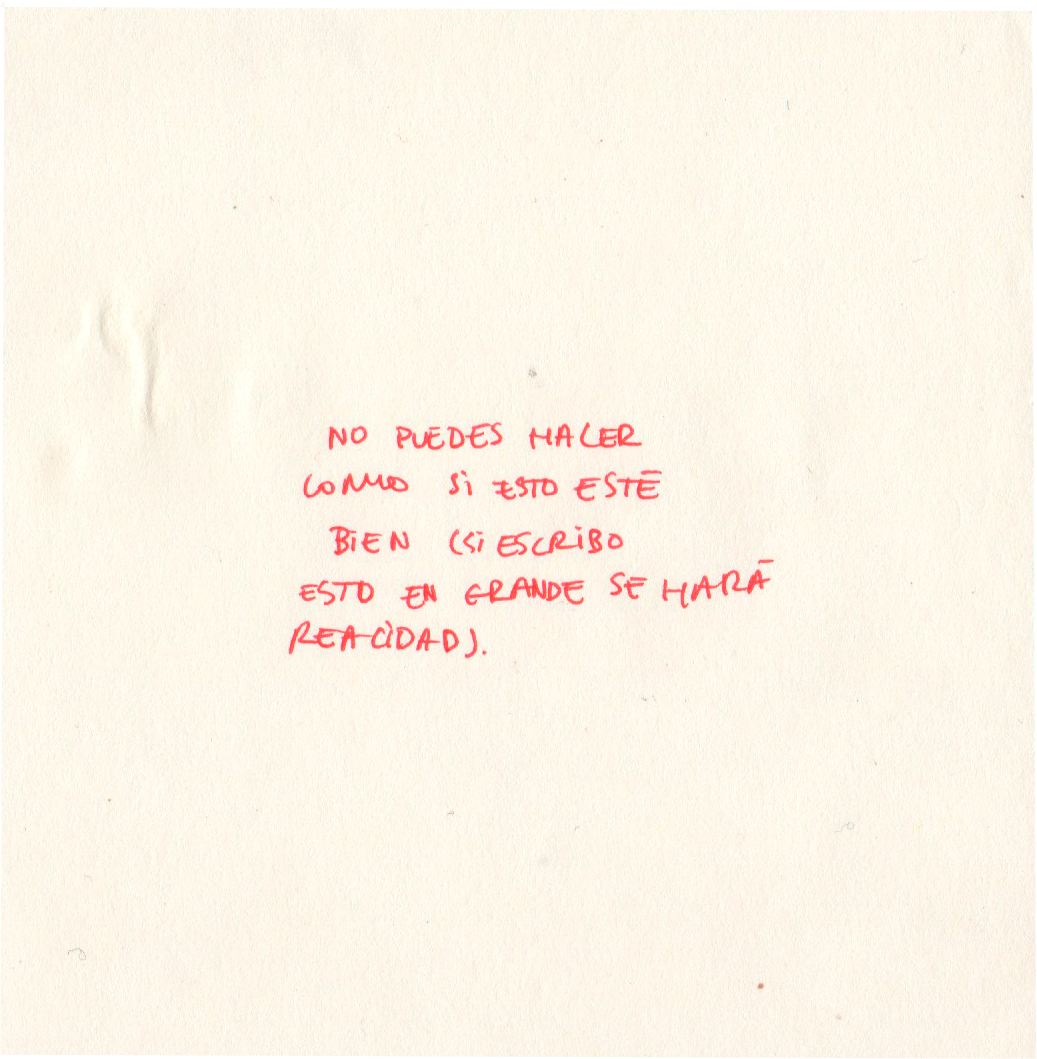 NO PUEDES HACER
COMO SI ESTO ESTÉ
BIEN (SI ESCRIBO
ESTO EN GRANDE SE HARÁ
REALIDAD).